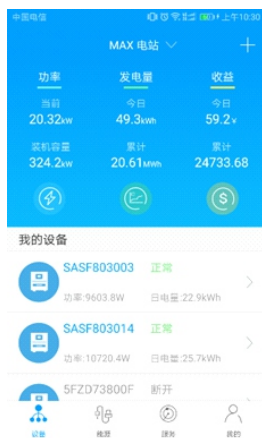 中国电信 上午10:30
MAX 电站
功率 发电量 收益
当前 今日 今日
20.32kw 49.3kwh 59.2¥
装机容量 累计 累计
324.2kw 20.61Mwh 24733.68
我的设备
SASF803003 正常
功率:9603.8W 日电量:22.9kWh
SASF803014 正常
功率:10720.4W 日电量:25.7kWh
5FZD73800F 断开
设备 能源 服务 我的